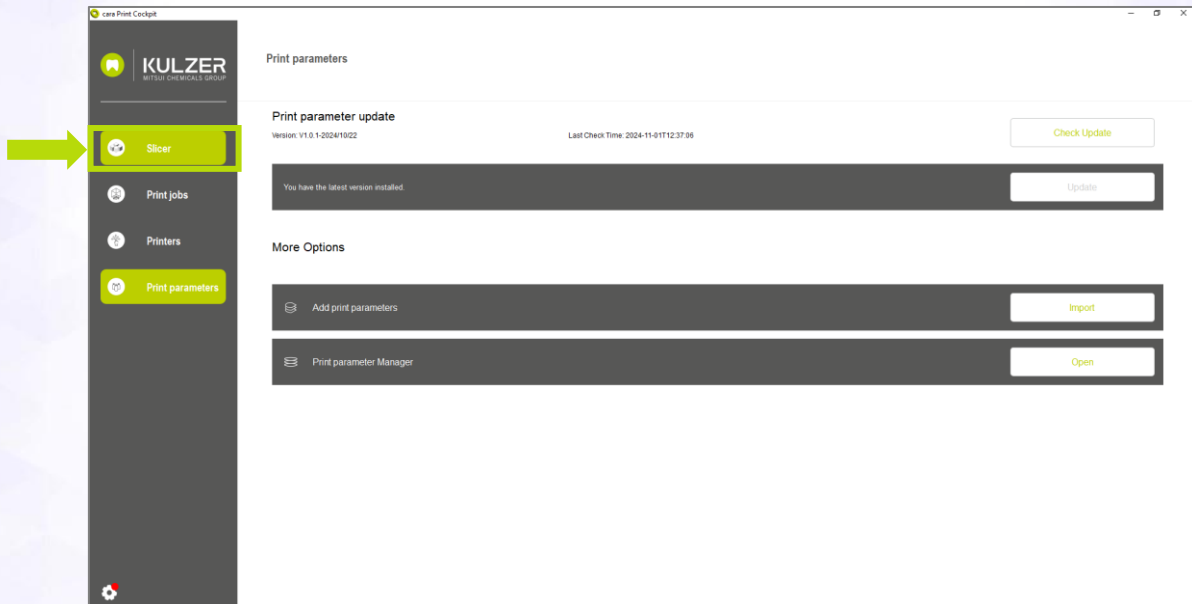 cara Print Cockpit
KULZER
MITSUI CHEMICALS GROUP
Print parameters
Slicer
Print jobs
Printers
Print parameters
Print parameter update
Version: V1.0.1-2024/10/22
Last Check Time: 2024-11-01T12:37:06
Check Update
You have the latest version installed.
Update
More Options
Add print parameters
Import
Print parameter Manager
Open